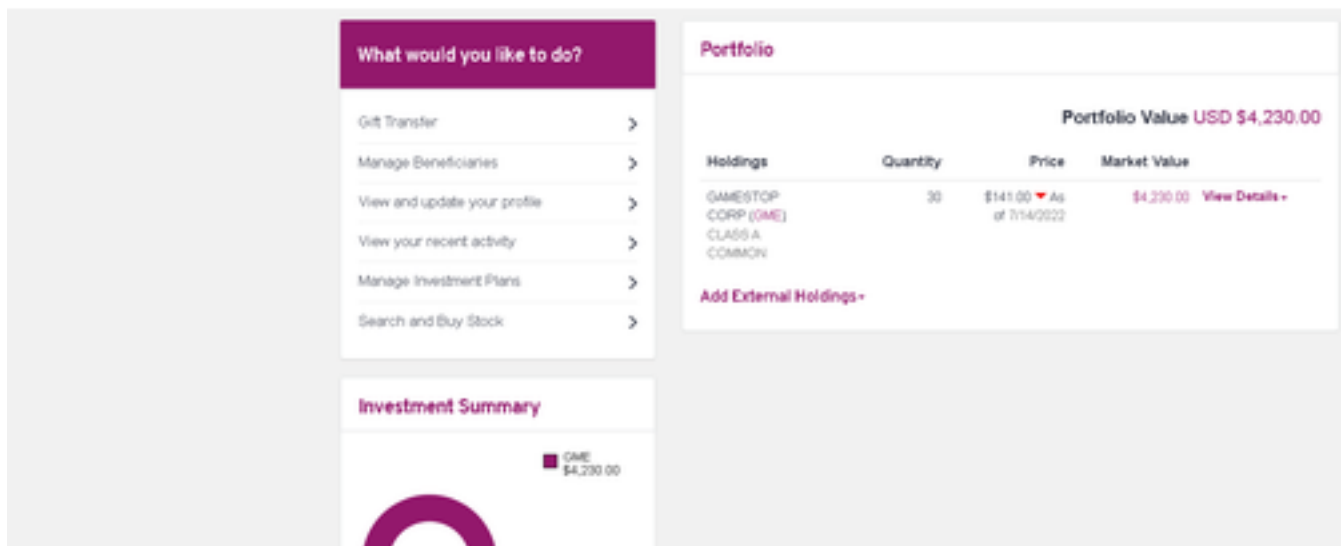 What would you like to do?
Gift Transfer
Manage Beneficiaries
View and update your profile
View your recent activity
Manage Investment Plans
Search and Buy Stock
Investment Summary
GME
$4,230.00
Portfolio
Portfolio Value USD $4,230.00
Holdings Quantity Price Market Value
GAMESTOP 30 $141.00 As $4,230.00 View Details
CORP (GME) of 7/14/2022
CLASS A
COMMON
Add External Holdings